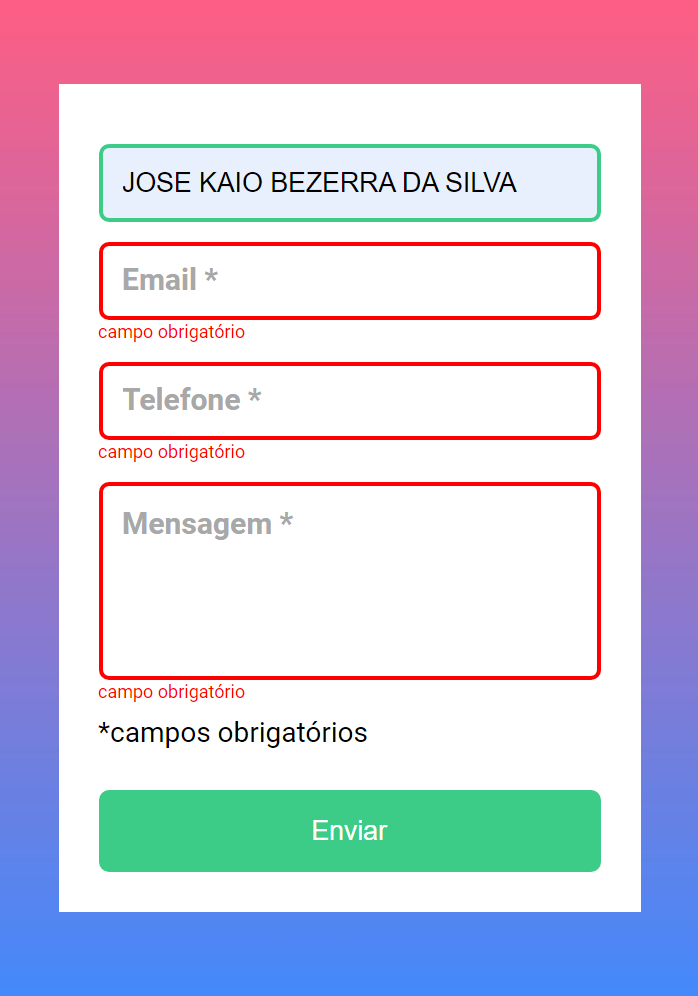 JOSE KAIO BEZERRA DA SILVA
Email *
campo obrigatório
Telefone *
campo obrigatório
Mensagem *
campo obrigatório
*campos obrigatórios
Enviar